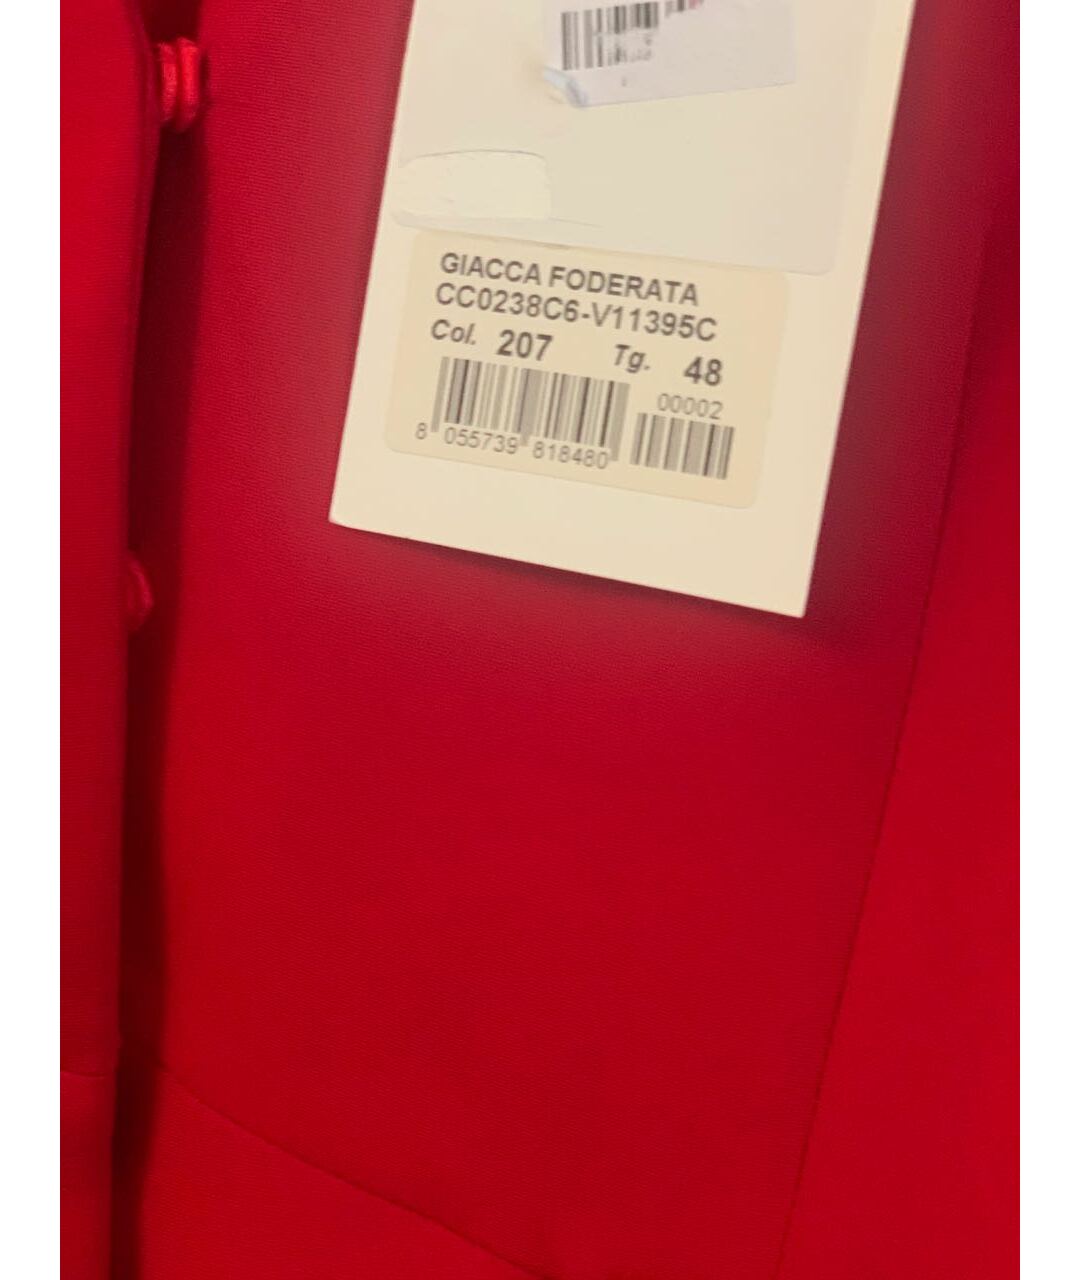 GIACCA FODERATA
CC0238C6-V11395C
Col. 207 Tg. 48
00002
8 055739 818480